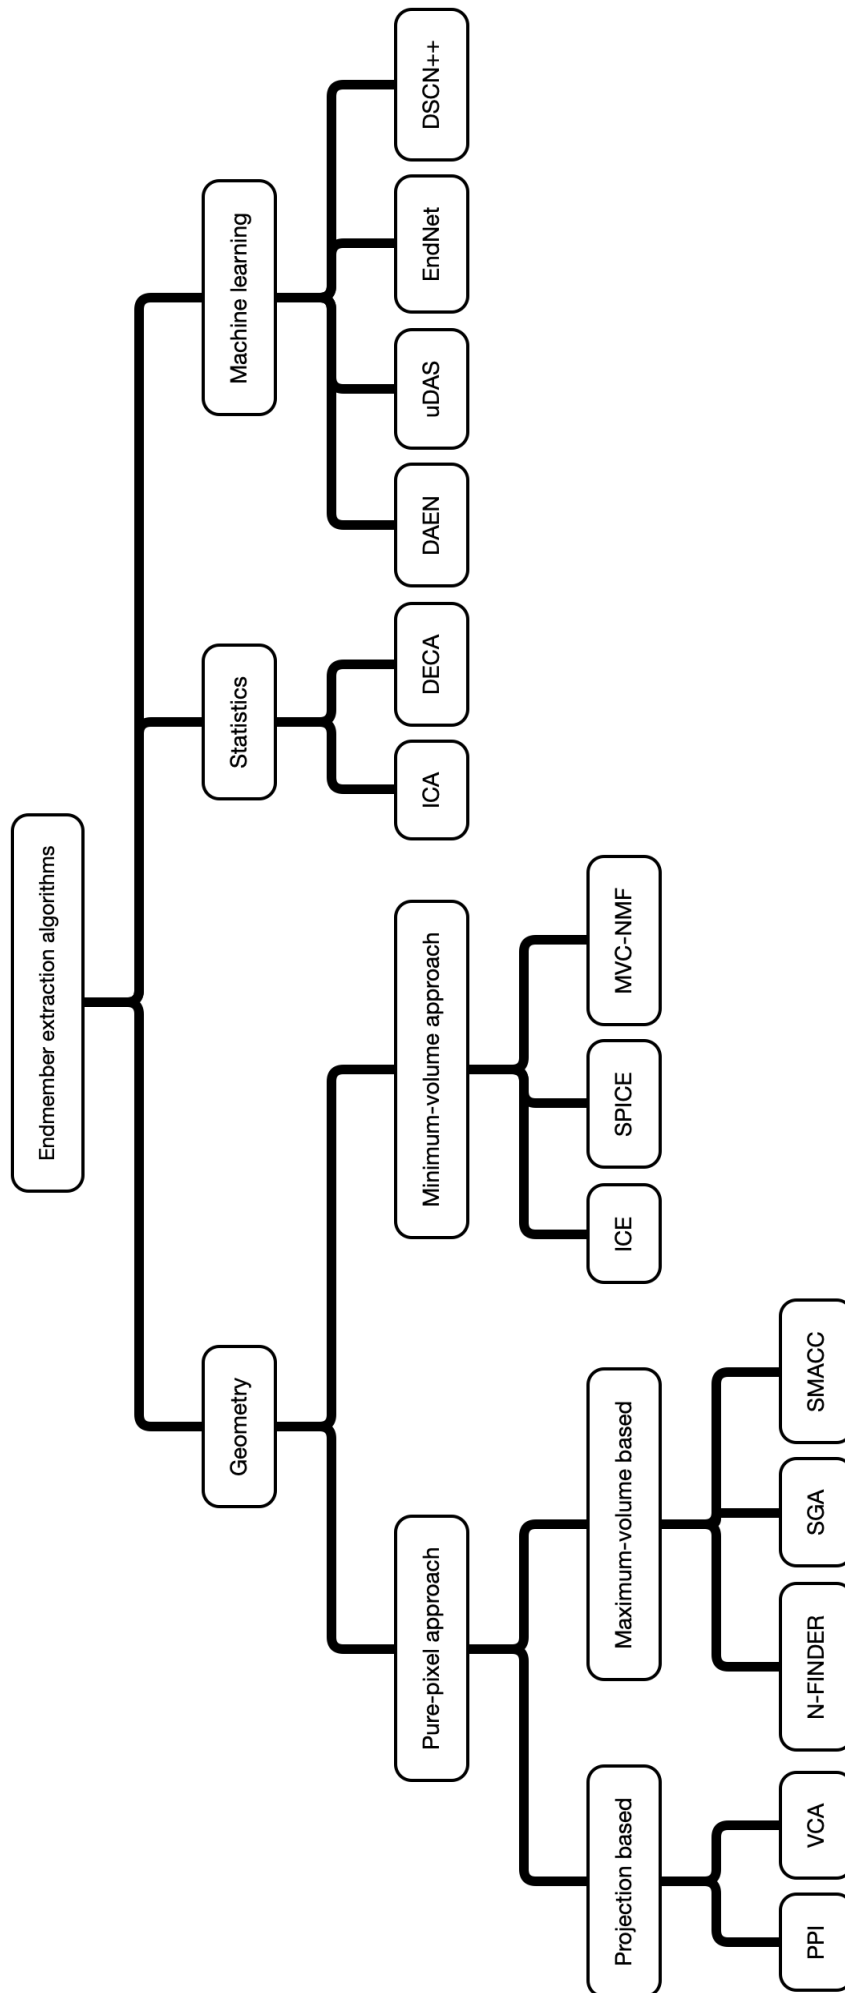 Endmember extraction algorithms
Geometry
Statistics
Machine learning
Pure-pixel approach
Minimum-volume approach
ICA
DECA
DAEN
uDAS
EndNet
DSCN++
Projection based
Maximum-volume based
ICE
SPICE
MVC-NMF
PPI
VCA
N-FINDER
SGA
SMACC